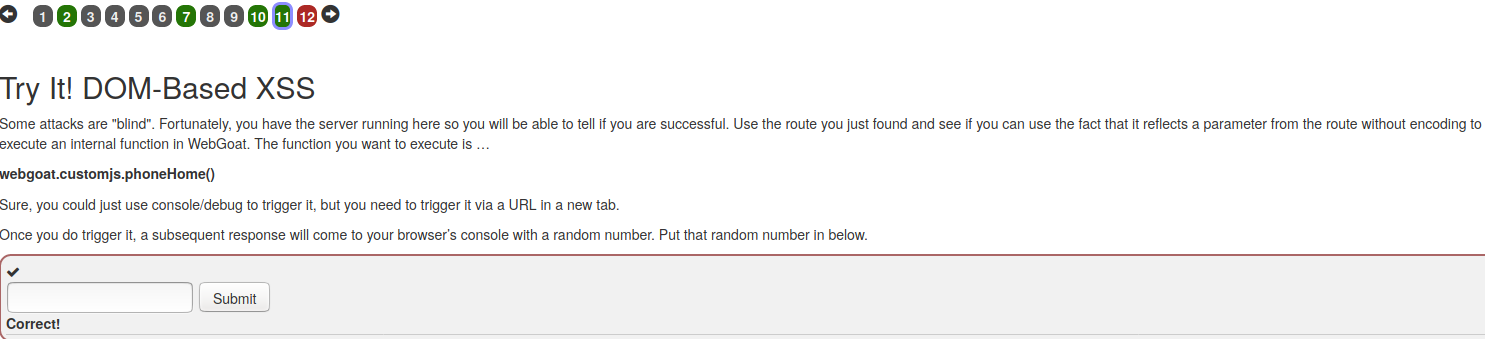 1 2 3 4 5 6 7 8 9 10 11 12
Try It! DOM-Based XSS
Some attacks are "blind". Fortunately, you have the server running here so you will be able to tell if you are successful. Use the route you just found and see if you can use the fact that it reflects a parameter from the route without encoding to
execute an internal function in WebGoat. The function you want to execute is …
webgoat.customjs.phoneHome()
Sure, you could just use console/debug to trigger it, but you need to trigger it via a URL in a new tab.
Once you do trigger it, a subsequent response will come to your browser's console with a random number. Put that random number in below.
Submit
Correct!